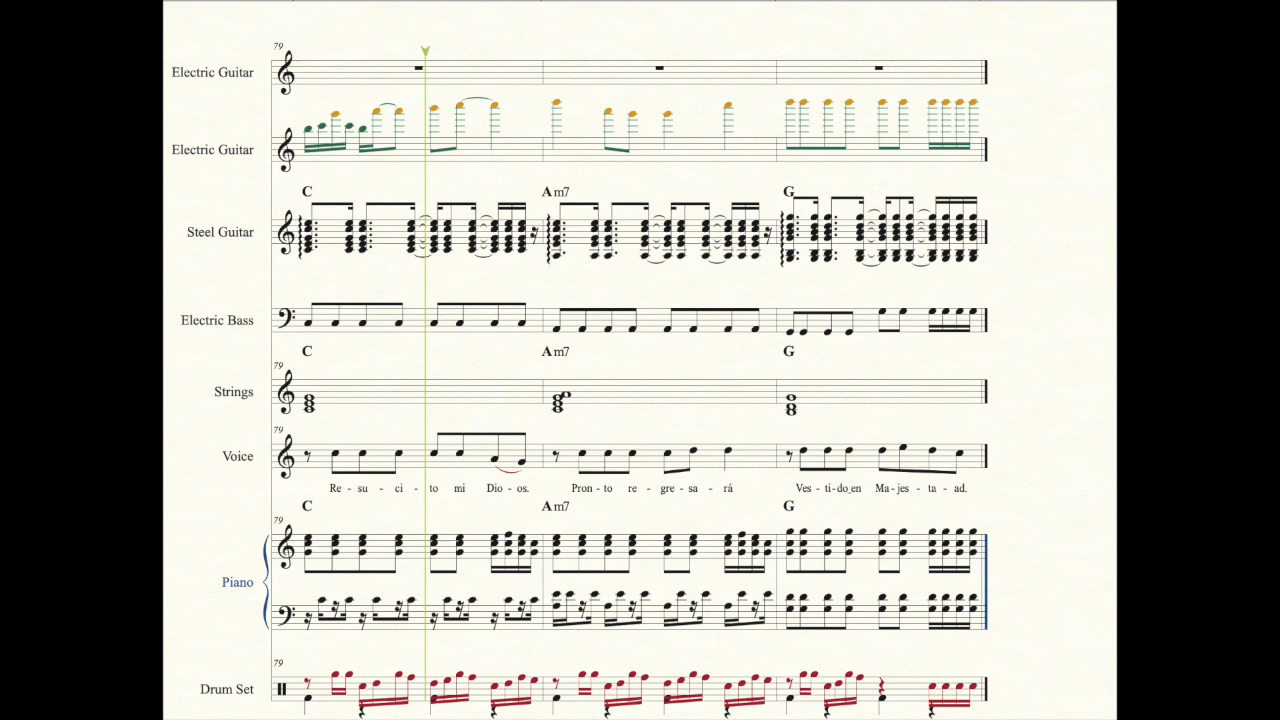 79
Electric Guitar
Electric Guitar
C Am7 G
Steel Guitar
Electric Bass
C Am7 G
79
Strings
79
Voice
Re - su - ci - to mi Dio - os. Pron - to re - gre - sa - rá Ves - ti - do en Ma - jes - ta - ad.
C Am7 G
79
Piano
79
Drum Set